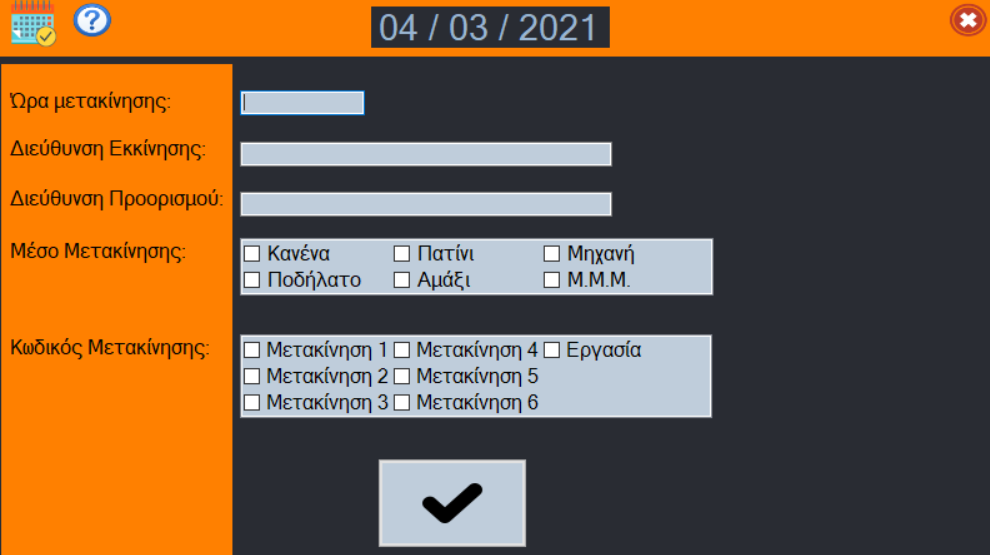 04 / 03 / 2021
Ώρα μετακίνησης:
Διεύθυνση Εκκίνησης:
Διεύθυνση Προορισμού:
Μέσο Μετακίνησης:
Κανένα Πατίνι Μηχανή
Ποδήλατο Αμάξι Μ.Μ.Μ.
Κωδικός Μετακίνησης:
Μετακίνηση 1 Μετακίνηση 4 Εργασία
Μετακίνηση 2 Μετακίνηση 5
Μετακίνηση 3 Μετακίνηση 6